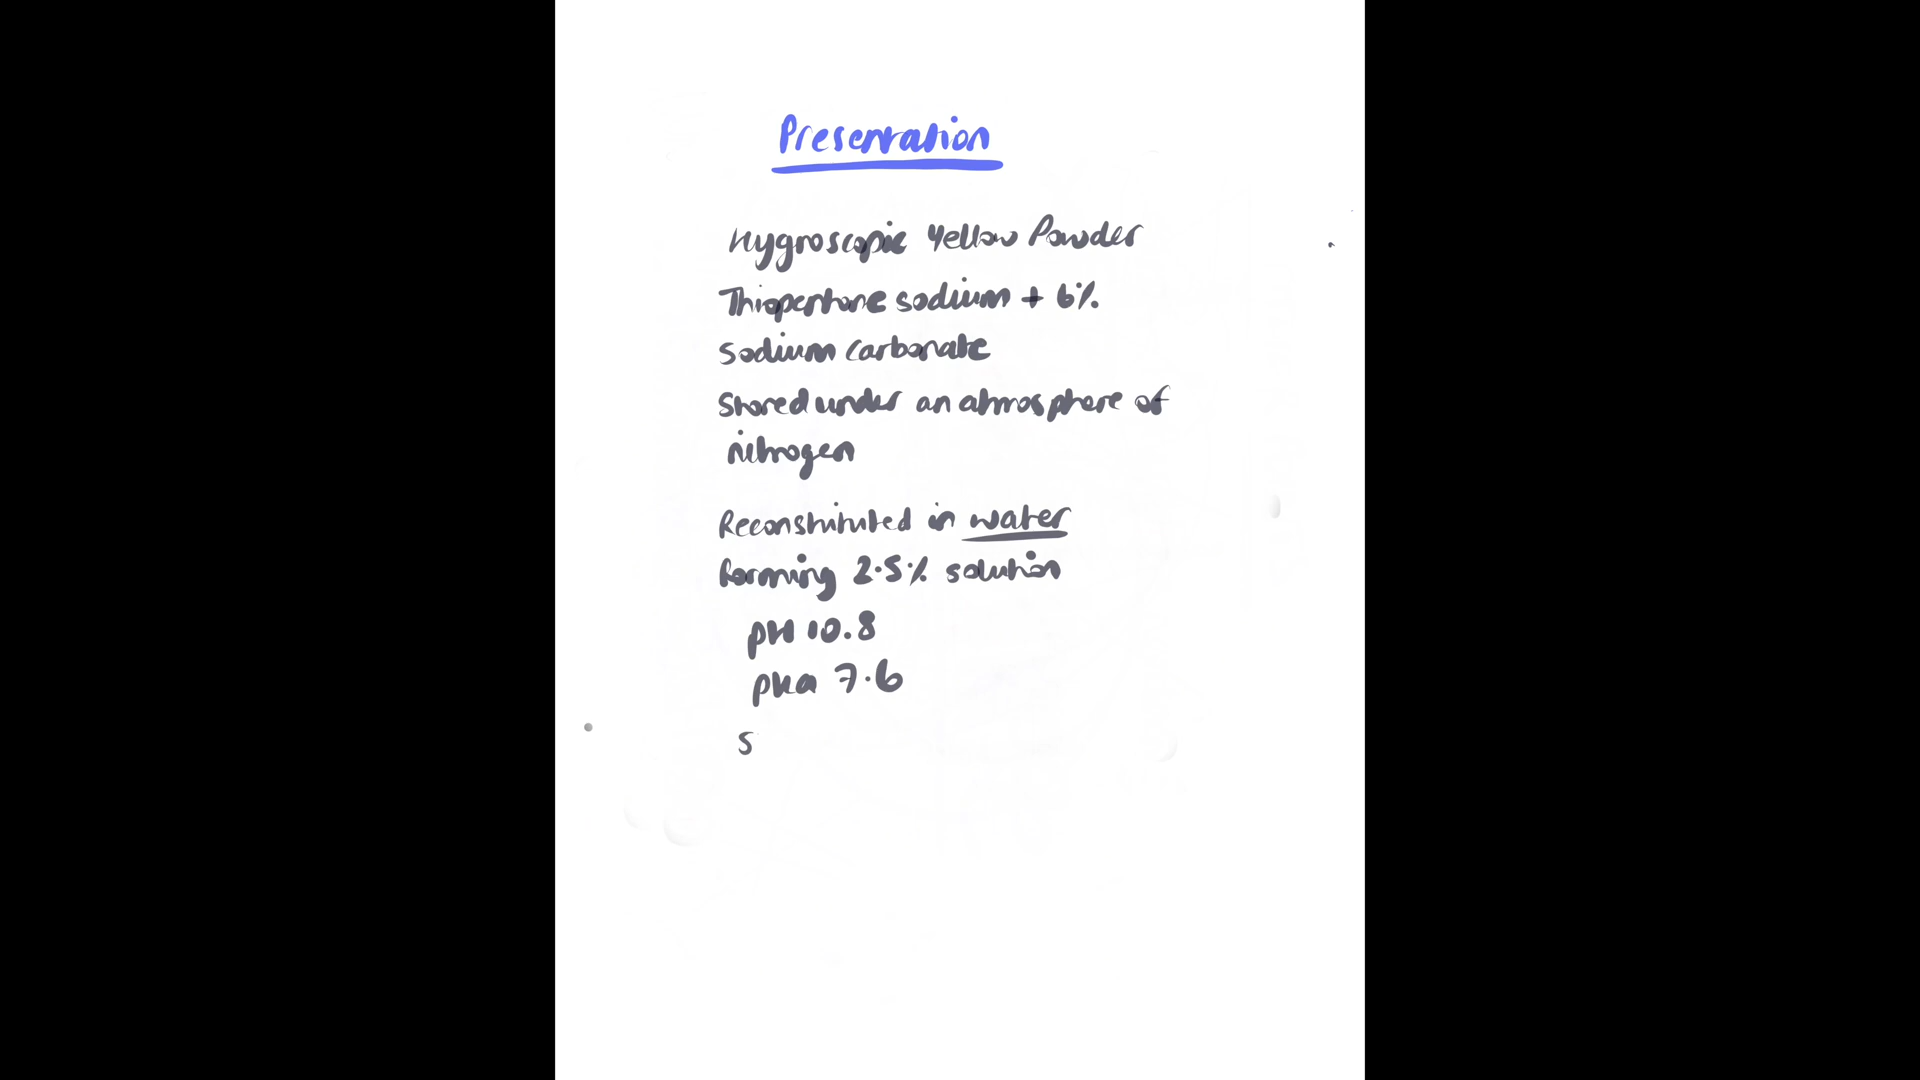 Presentation
Hygroscopic Yellow Powder
Thiopentone sodium + 6%
Sodium carbonate
Stored under an atmosphere of
nitrogen
Reconstituted in water
forming 2.5% solution
pH 10.8
pka 7.6
S